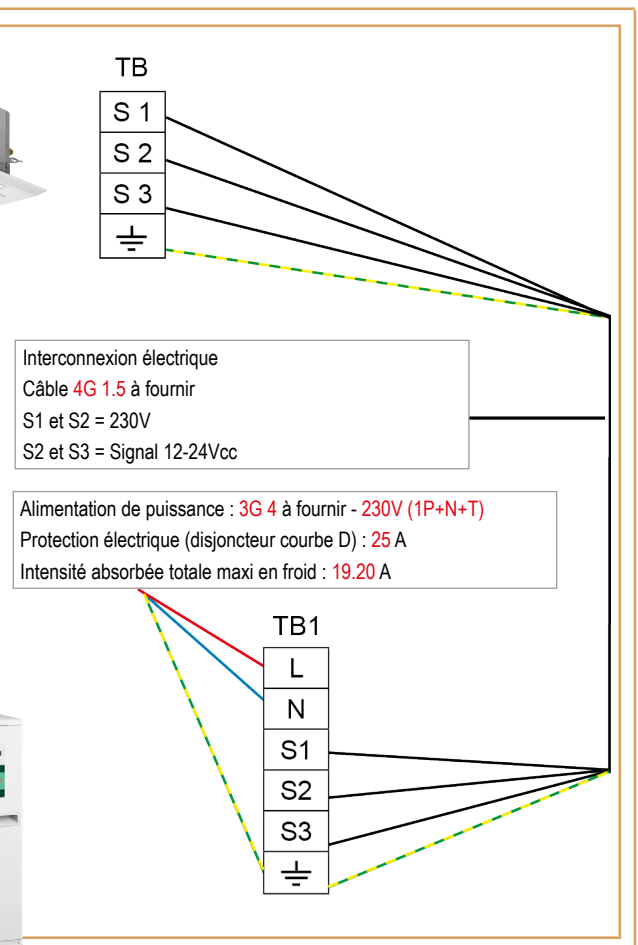 TB
S 1
S 2
S 3
Interconnexion électrique
Câble 4G 1.5 à fournir
S1 et S2 = 230V
S2 et S3 = Signal 12-24Vcc
Alimentation de puissance : 3G 4 à fournir - 230V (1P+N+T)
Protection électrique (disjoncteur courbe D) : 25 A
Intensité absorbée totale maxi en froid : 19.20 A
TB1
L
N
S1
S2
S3